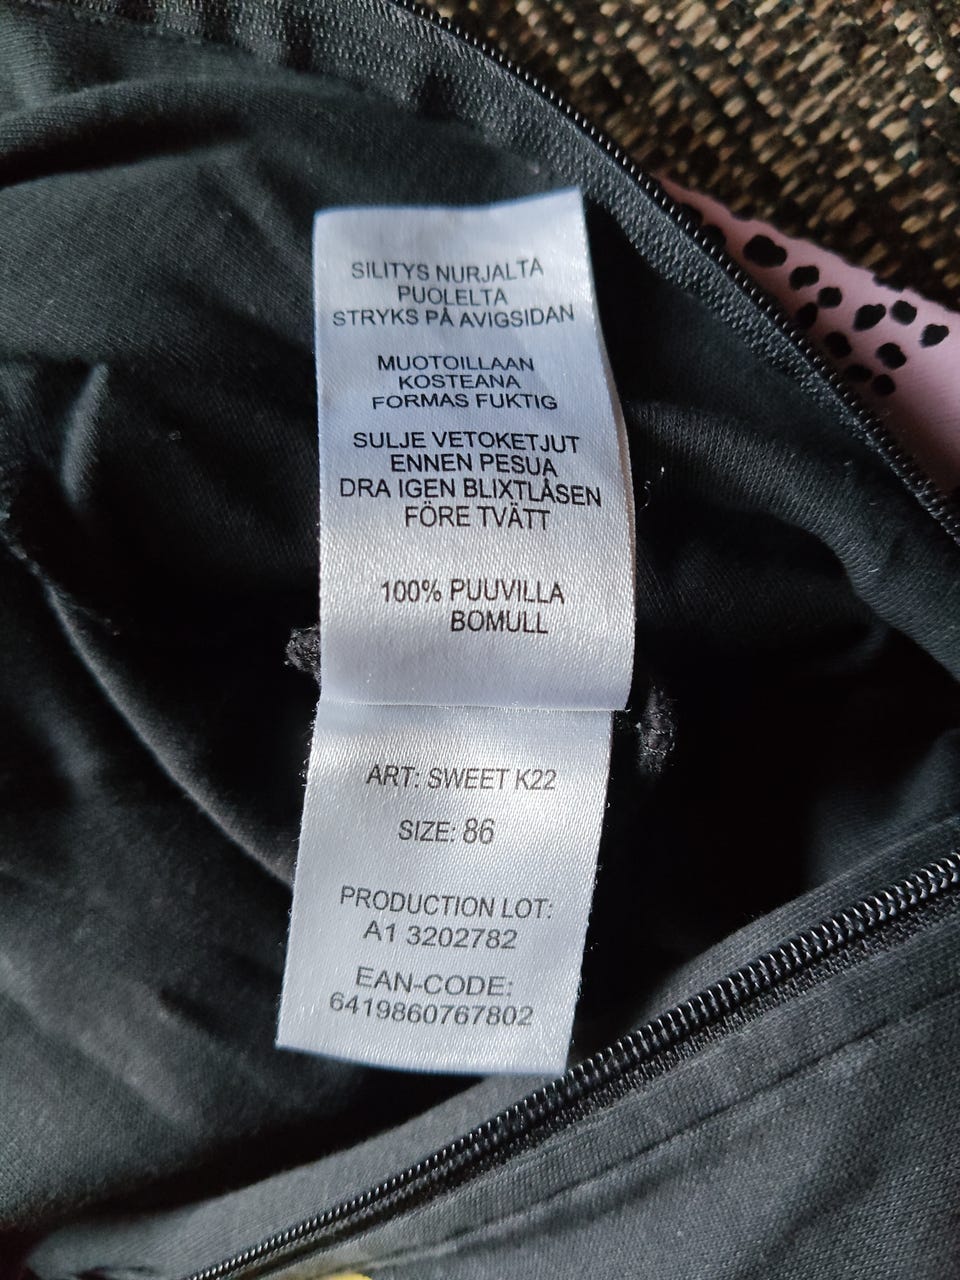 SILITYS NURJALTA
PUOLELTA
STRYKS PÅ AVIGSIDAN
MUOTOILLAAN
KOSTEANA
FORMAS FUKTIG
SULJE VETOKETJUT
ENNEN PESUA
DRA IGEN BLIXTLÅSEN
FÖRE TVÄTT
100% PUUVILLA
BOMULL
ART: SWEET K22
SIZE: 86
PRODUCTION LOT:
A1 3202782
EAN-CODE:
6419860767802